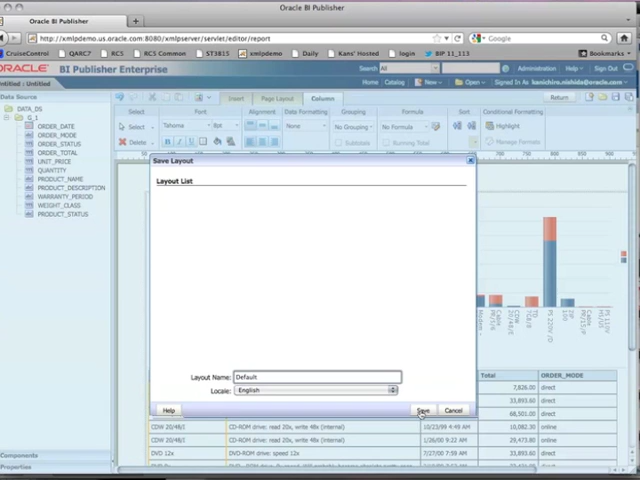 Oracle BI Publisher
Oracle BI Publisher
http://xmlpdemo.us.oracle.com:8080/xmlpserver/servlet/editor/report
Google
CruiseControl QARC7 RCS RCS Common ST3815 xmlpdemo Daily Kans' Hosted login BIP 11_113 Bookmarks
ORACLE BI Publisher Enterprise
Search All Administration Help Sign Out
Home Catalog New Open Signed In As kanichiro.nishida@oracle.com
Untitled : Untitled
Data Source
Insert Page Layout Column Return
DATA_DS
G_1
ORDER_DATE
ORDER_MODE
ORDER_STATUS
ORDER_TOTAL
UNIT_PRICE
QUANTITY
PRODUCT_NAME
PRODUCT_DESCRIPTION
WARRANTY_PERIOD
WEIGHT_CLASS
PRODUCT_STATUS
Select Font Alignment Data Formatting Grouping Formula Sort Conditional Formatting
Select Tahoma 8pt None No Grouping No Formula Highlight
Delete Subtotals Running Total Manage Formats
Save Layout
Layout List
Layout Name: Default
Locale: English
Help Save Cancel
Total ORDER_MODE
7,826.00 direct
33,893.60 direct
68,501.00 direct
CDW 20/48/I CD-ROM drive: read 20x, write 48x (internal) 10/23/99 4:49 AM 10,082.30 online
CDW 20/48/I CD-ROM drive: read 20x, write 48x (internal) 1/26/00 9:22 AM 29,473.80 online
DVD 12x DVD-ROM drive: speed 12x 7/27/00 7:59 AM
Components
Properties